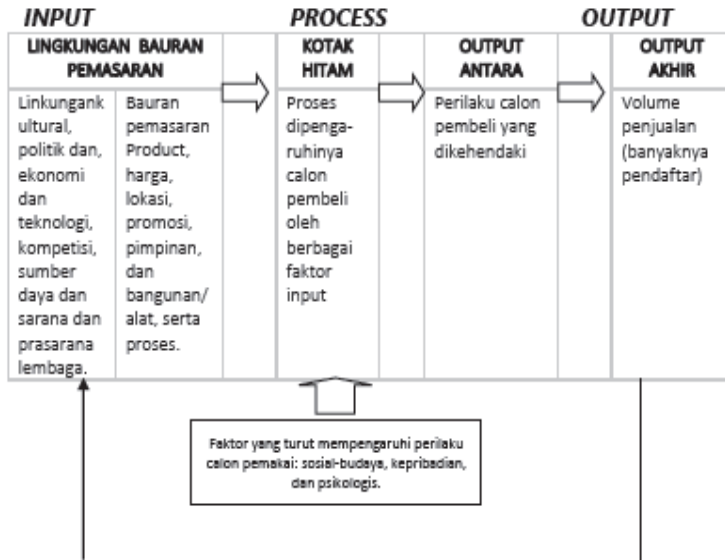 INPUT PROCESS OUTPUT
LINGKUNGAN BAURAN
PEMASARAN
KOTAK
HITAM
OUTPUT
ANTARA
OUTPUT
AKHIR
Linkungank
ultural,
politik dan,
ekonomi
dan
teknologi,
kompetisi,
sumber
daya dan
sarana dan
prasarana
lembaga.
Bauran
pemasaran
Product,
harga,
lokasi,
promosi,
pimpinan,
dan
bangunan/
alat, serta
proses.
Proses
dipenga-
ruhinya
calon
pembeli
oleh
berbagai
faktor
input
Perilaku calon
pembeli yang
dikehendaki
Volume
penjualan
(banyaknya
pendaftar)
Faktor yang turut mempengaruhi perilaku
calon pemakai: sosial-budaya, kepribadian,
dan psikologis.